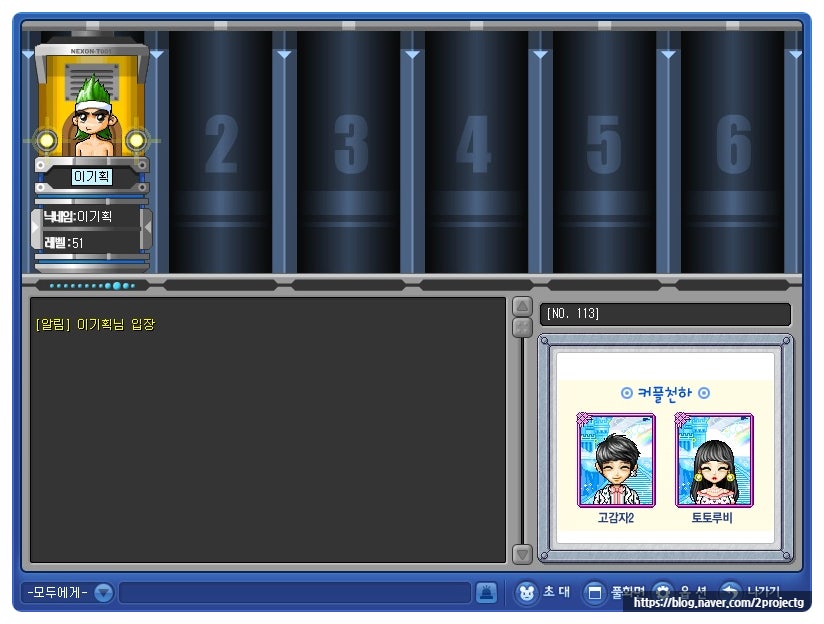 NEXON-T001
2
3
4
5
6
이기획
닉네임:이기획
레벨:51
[알림] 이기획님 입장
[NO. 113]
커플천하
고감자2
토토루비
-모두에게-
초대
풀화면
옵션
나가기
https://blog.naver.com/2projectg